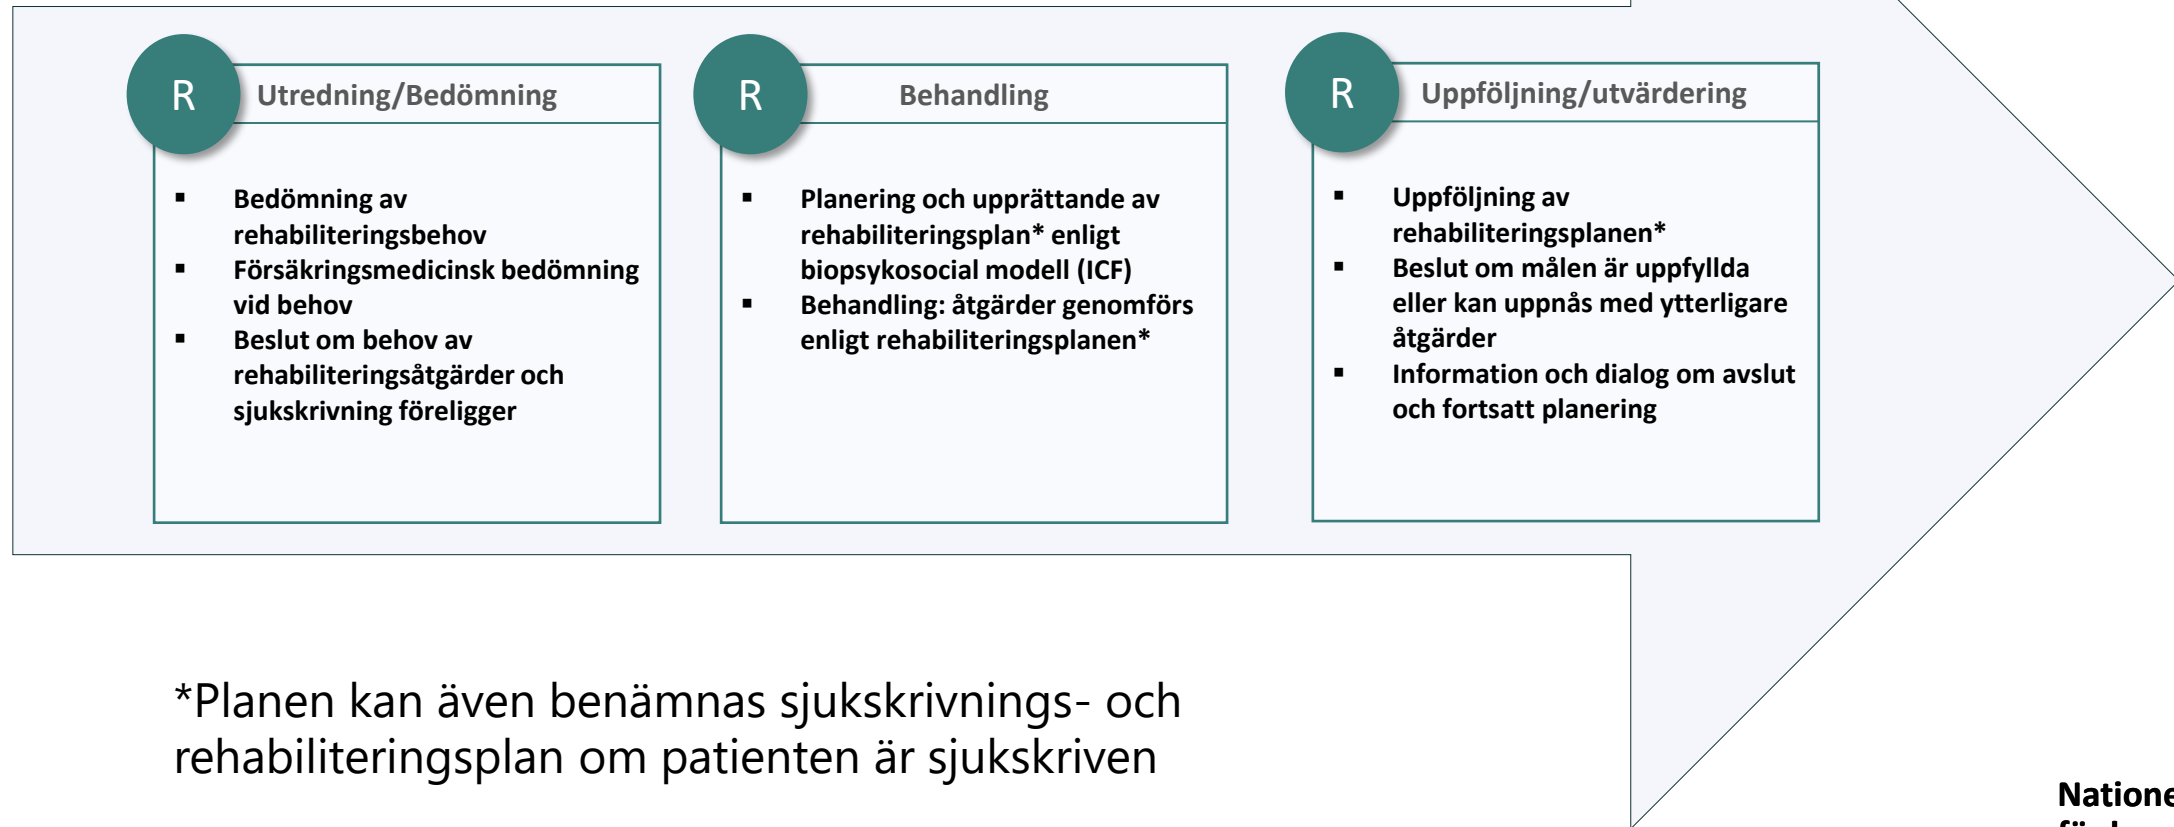 R
Utredning/Bedömning
▪ Bedömning av
rehabiliteringsbehov
▪ Försäkringsmedicinsk bedömning
vid behov
▪ Beslut om behov av
rehabiliteringsåtgärder och
sjukskrivning föreligger
R
Behandling
▪ Planering och upprättande av
rehabiliteringsplan* enligt
biopsykosocial modell (ICF)
▪ Behandling: åtgärder genomförs
enligt rehabiliteringsplanen*
R
Uppföljning/utvärdering
▪ Uppföljning av
rehabiliteringsplanen*
▪ Beslut om målen är uppfyllda
eller kan uppnås med ytterligare
åtgärder
▪ Information och dialog om avslut
och fortsatt planering
*Planen kan även benämnas sjukskrivnings- och
rehabiliteringsplan om patienten är sjukskriven